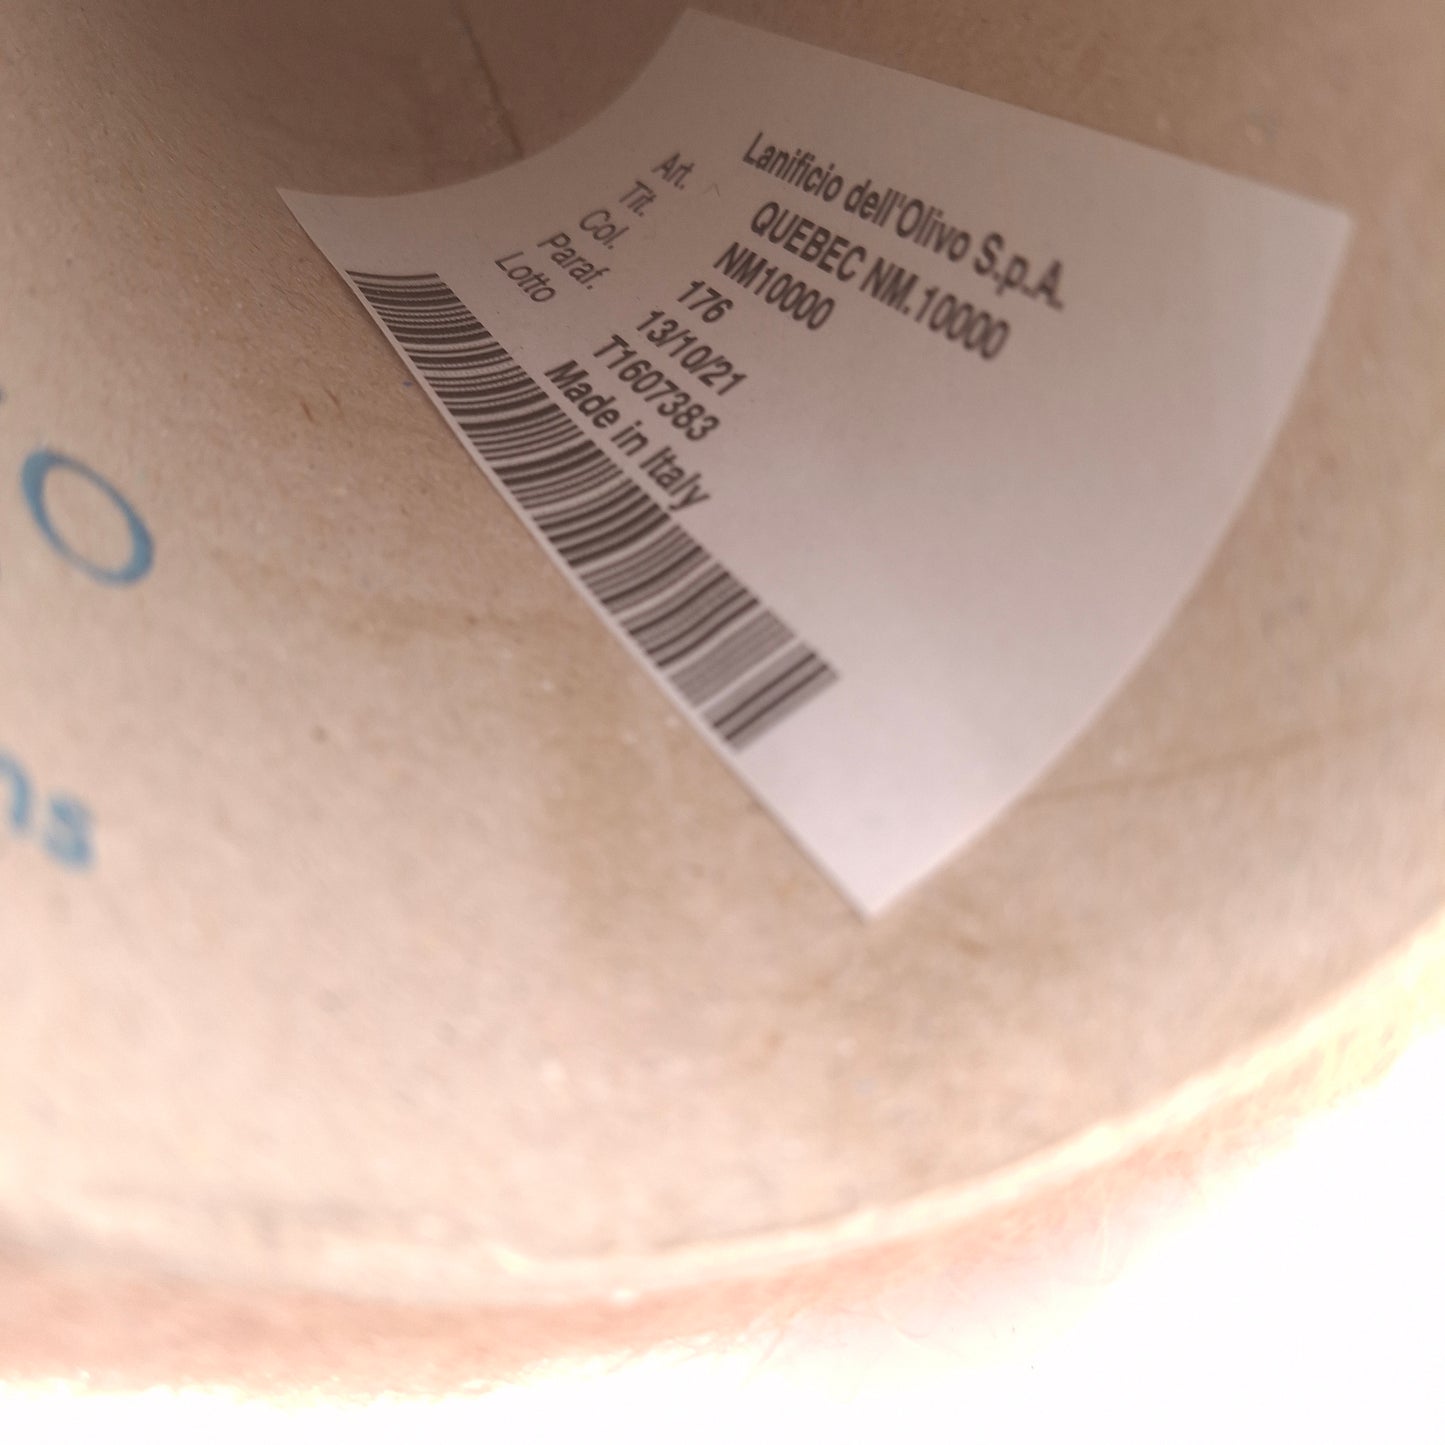 Lanificio dell'Olivo S.p.A.
Art. QUEBEC NM.10000
Tit. NM10000
Col. 176
Paraf. 13/10/21
Lotto T1607383
Made in Italy
O
ns